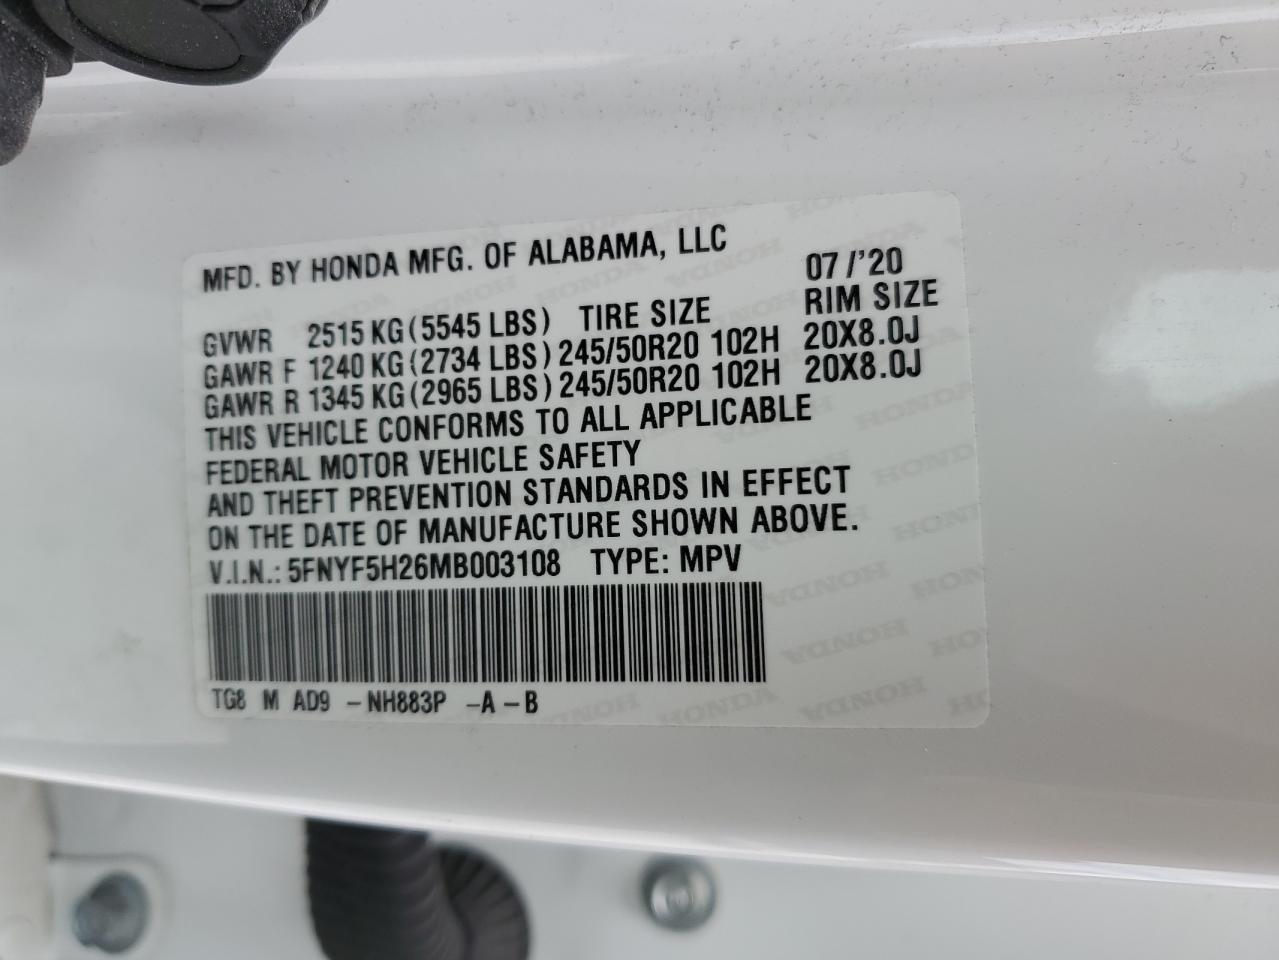 MFD. BY HONDA MFG. OF ALABAMA, LLC 07/'20
GVWR 2515 KG (5545 LBS) TIRE SIZE RIM SIZE
GAWR F 1240 KG (2734 LBS) 245/50R20 102H 20X8.0J
GAWR R 1345 KG (2965 LBS) 245/50R20 102H 20X8.0J
THIS VEHICLE CONFORMS TO ALL APPLICABLE
FEDERAL MOTOR VEHICLE SAFETY
AND THEFT PREVENTION STANDARDS IN EFFECT
ON THE DATE OF MANUFACTURE SHOWN ABOVE.
V.I.N.: 5FNYF5H26MB003108 TYPE: MPV
TG8 M AD9 -NH883P -A -B